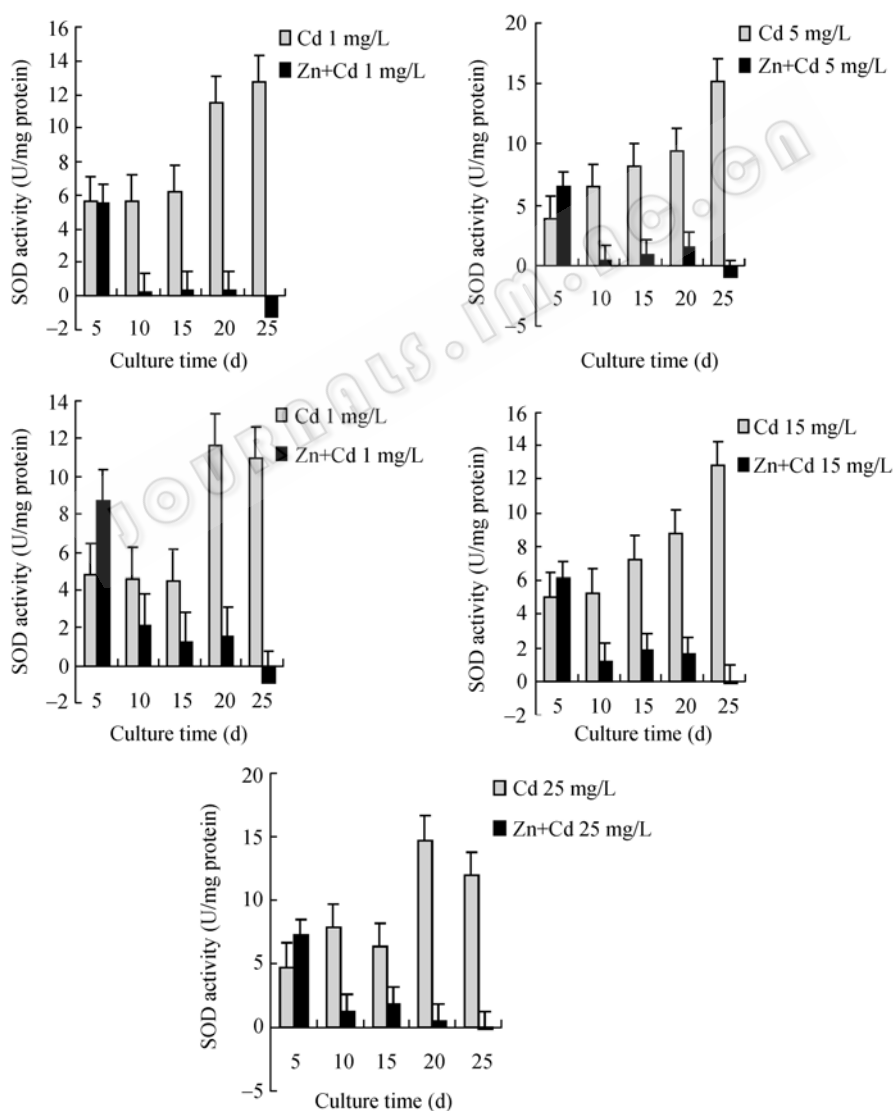 16
14
12
10
8
6
4
2
0
−2
SOD activity (U/mg protein)
Cd 1 mg/L
Zn+Cd 1 mg/L
5 10 15 20 25
Culture time (d)
20
15
10
5
0
−5
SOD activity (U/mg protein)
Cd 5 mg/L
Zn+Cd 5 mg/L
5 10 15 20 25
Culture time (d)
14
12
10
8
6
4
2
0
−2
SOD activity (U/mg protein)
Cd 1 mg/L
Zn+Cd 1 mg/L
5 10 15 20 25
Culture time (d)
16
14
12
10
8
6
4
2
0
−2
SOD activity (U/mg protein)
Cd 15 mg/L
Zn+Cd 15 mg/L
5 10 15 20 25
Culture time (d)
20
15
10
5
0
−5
SOD activity (U/mg protein)
Cd 25 mg/L
Zn+Cd 25 mg/L
5 10 15 20 25
Culture time (d)
JOURNALS.IM.AC.CN